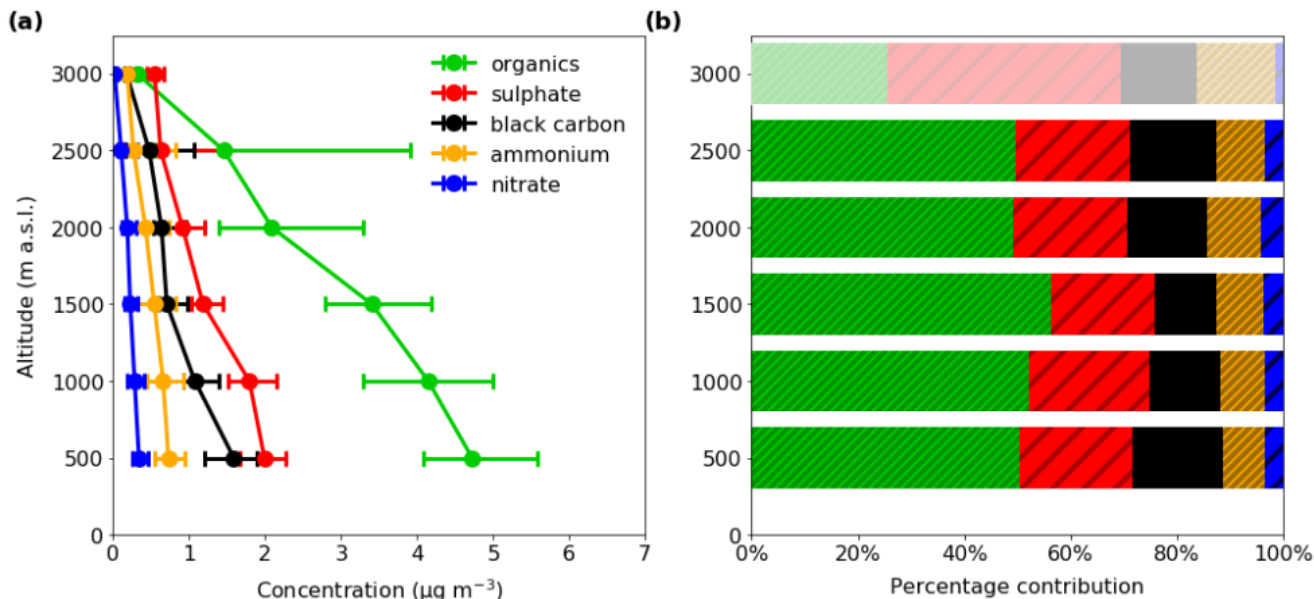 (a)
organics
sulphate
black carbon
ammonium
nitrate
Altitude (m a.s.l.)
3000
2500
2000
1500
1000
500
0
0 1 2 3 4 5 6 7
Concentration (µg m⁻³)
(b)
3000
2500
2000
1500
1000
500
0
0% 20% 40% 60% 80% 100%
Percentage contribution